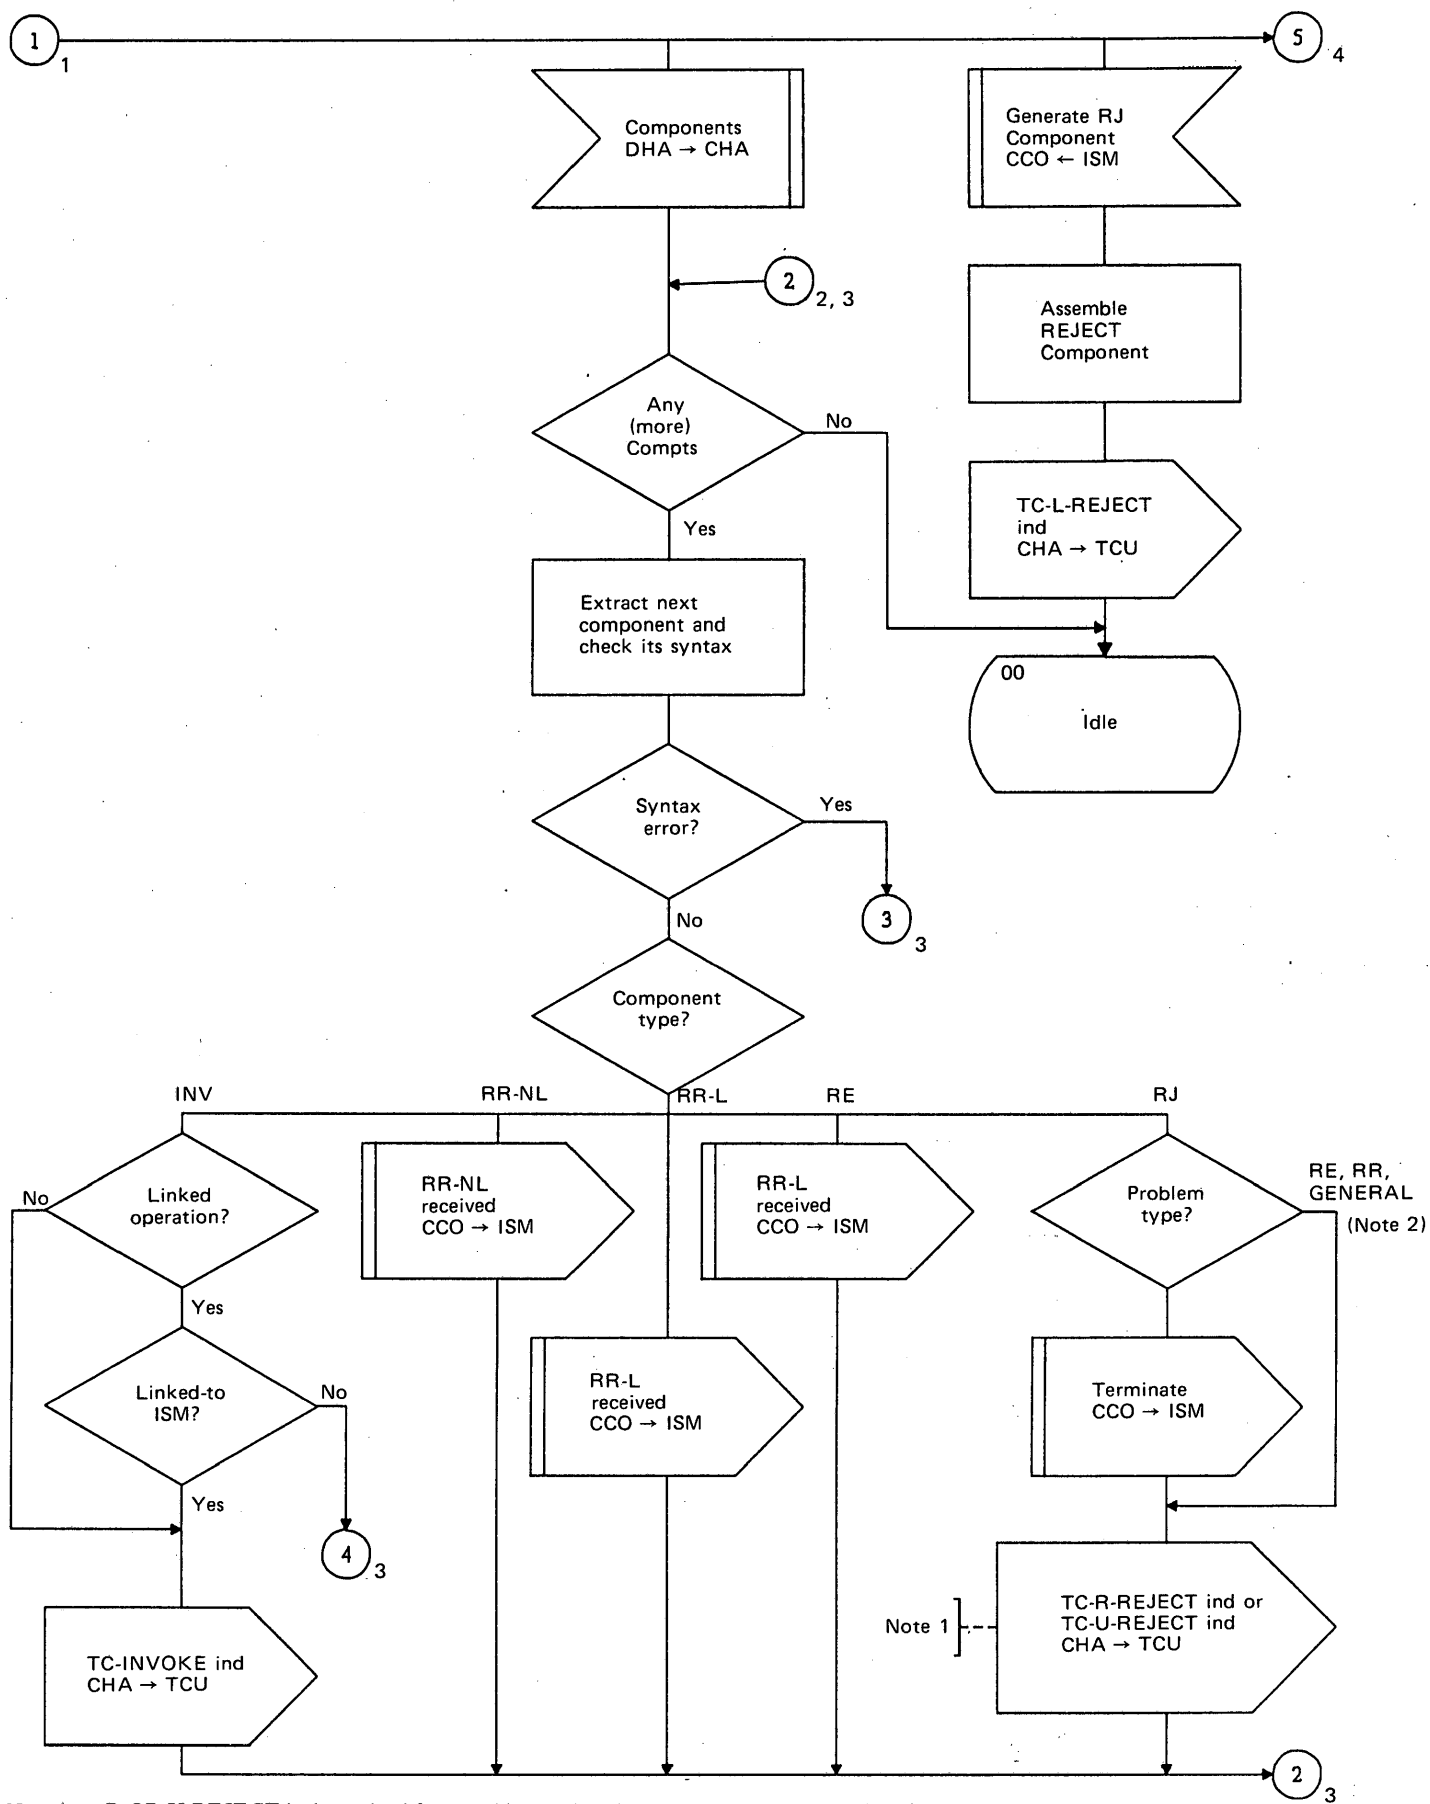 1
1
5
4
Components
DHA → CHA
Generate RJ
Component
CCO ← ISM
2
2, 3
Assemble
REJECT
Component
Any
(more)
Compts
No
Yes
TC-L-REJECT
ind
CHA → TCU
Extract next
component and
check its syntax
00
Idle
Syntax
error?
Yes
3
3
No
Component
type?
INV
RR-NL
RR-L
RE
RJ
Linked
operation?
No
Yes
RR-NL
received
CCO → ISM
RR-L
received
CCO → ISM
Problem
type?
RE, RR,
GENERAL
(Note 2)
Linked-to
ISM?
No
Yes
4
3
RR-L
received
CCO → ISM
Terminate
CCO → ISM
TC-INVOKE ind
CHA → TCU
Note 1
TC-R-REJECT ind or
TC-U-REJECT ind
CHA → TCU
2
3